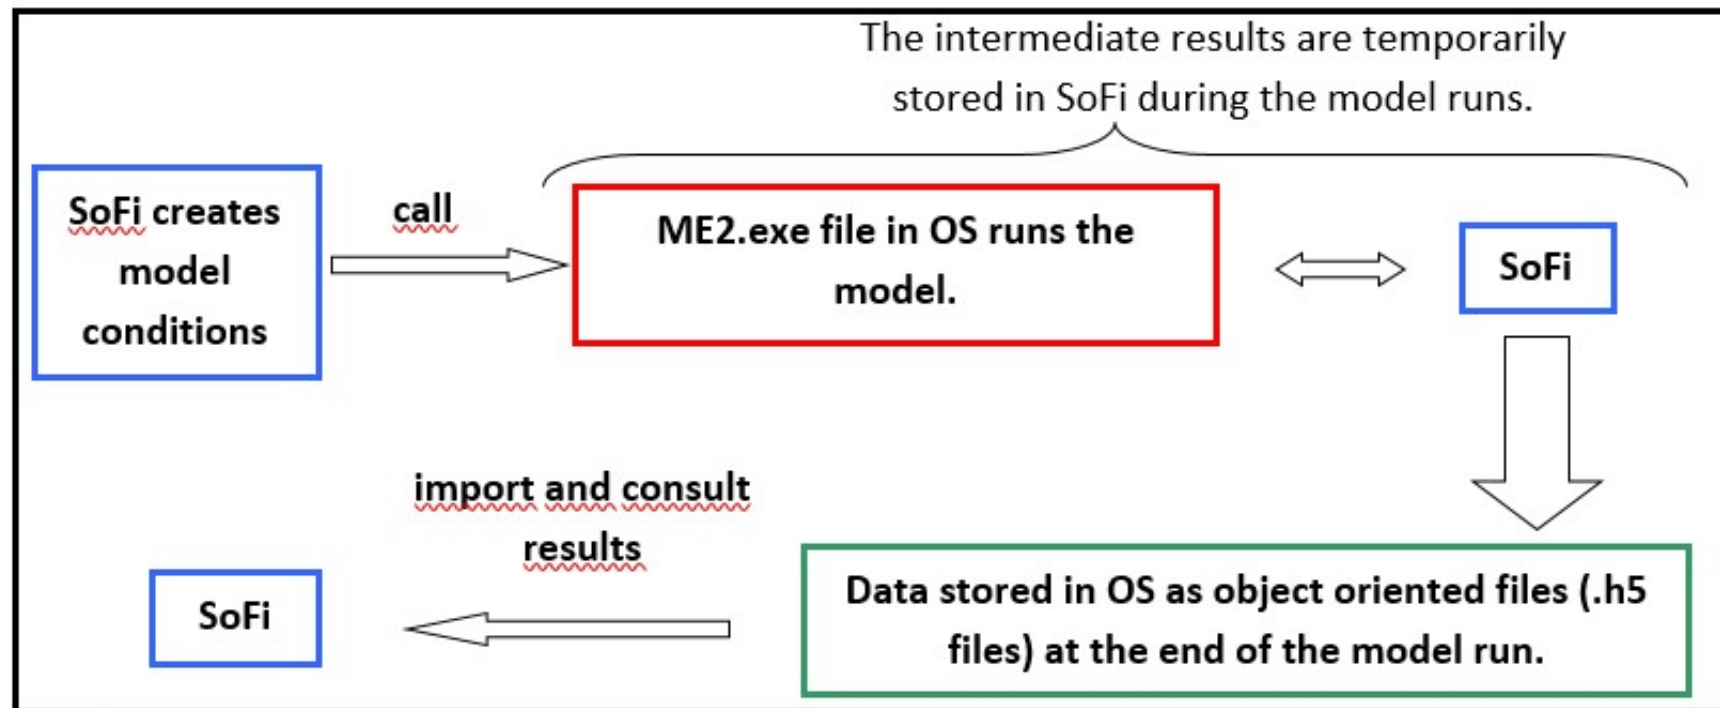 The intermediate results are temporarily
stored in SoFi during the model runs.
SoFi creates
model
conditions
call
ME2.exe file in OS runs the
model.
SoFi
import and consult
results
SoFi
Data stored in OS as object oriented files (.h5
files) at the end of the model run.